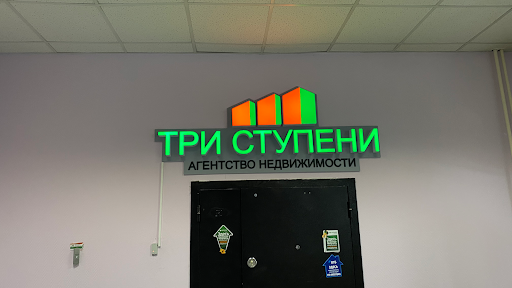 ТРИ СТУПЕНИ
АГЕНТСТВО НЕДВИЖИМОСТИ